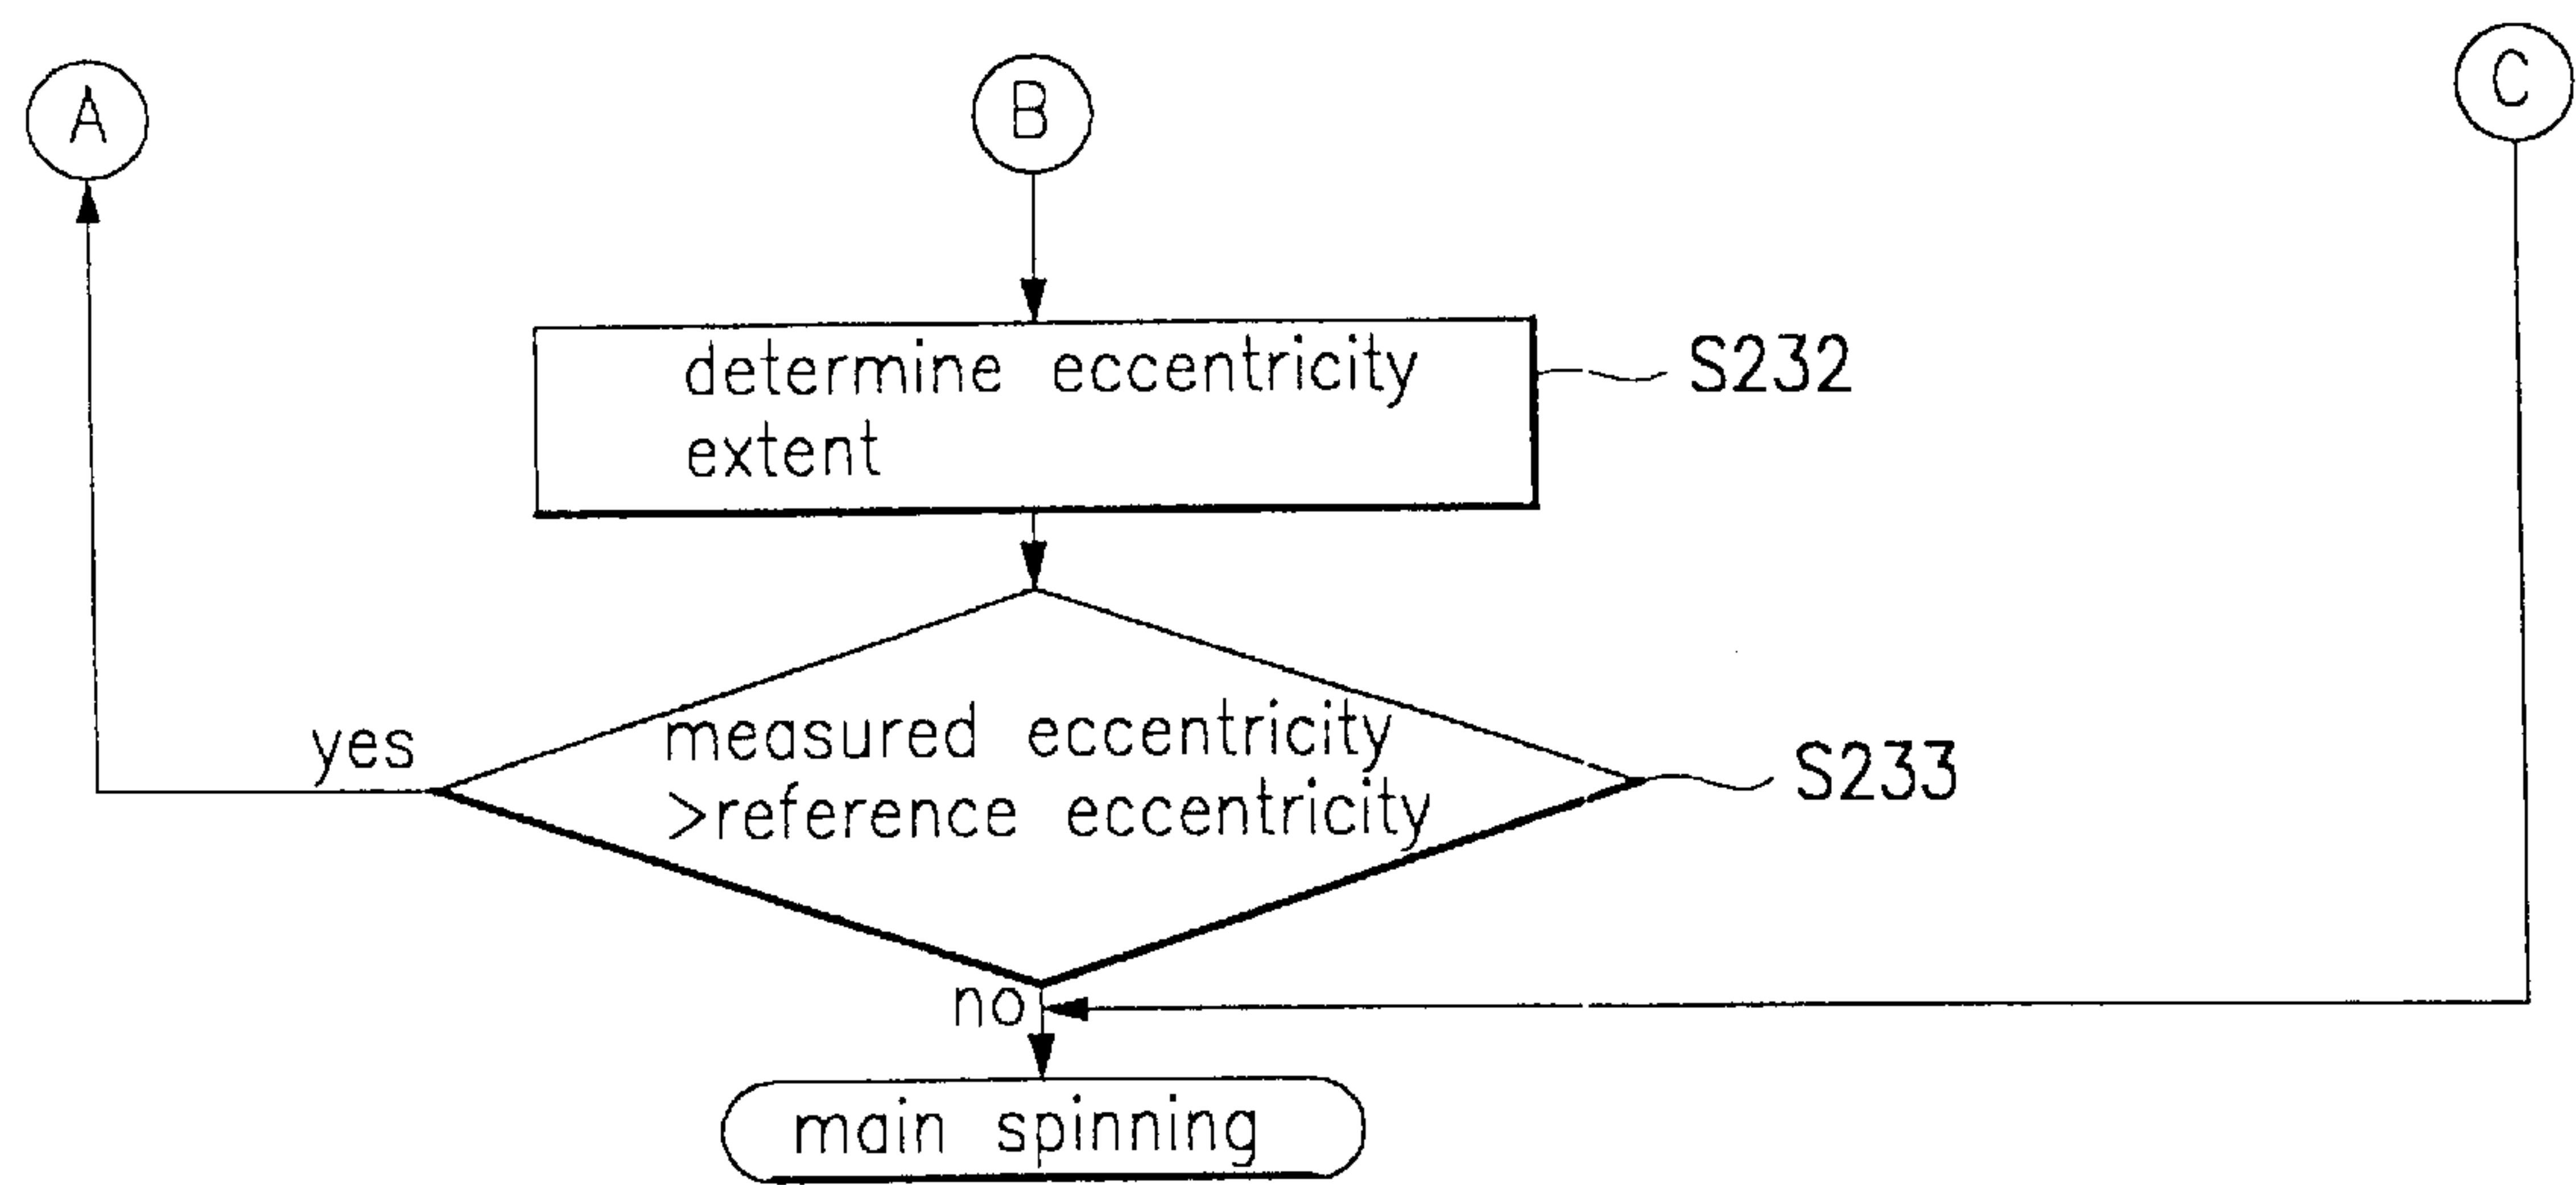 A
B
C
determine eccentricity
extent
S232
yes
measured eccentricity
>reference eccentricity
S233
no
main spinning